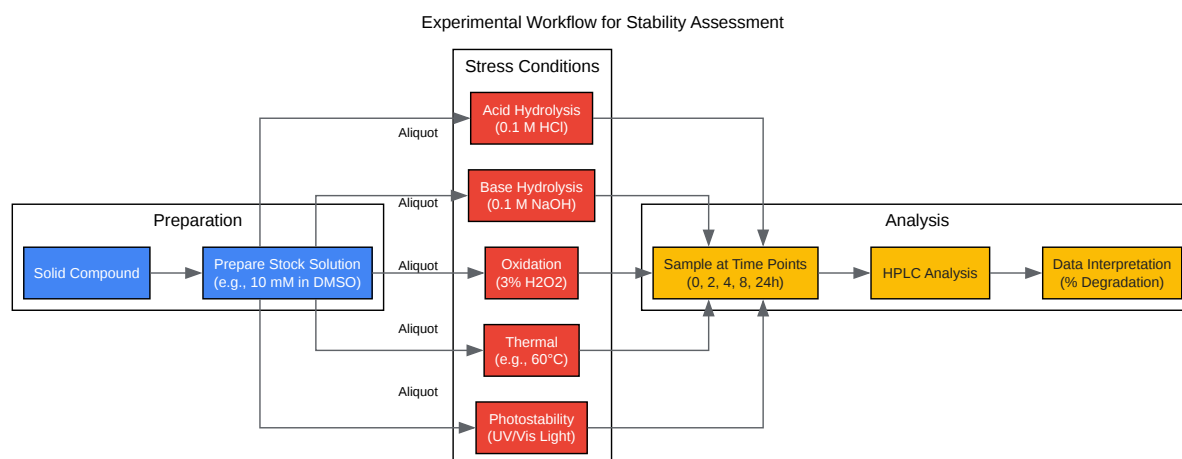 Experimental Workflow for Stability Assessment
Preparation
Solid Compound
Prepare Stock Solution
(e.g., 10 mM in DMSO)
Aliquot
Aliquot
Aliquot
Aliquot
Aliquot
Stress Conditions
Acid Hydrolysis
(0.1 M HCl)
Base Hydrolysis
(0.1 M NaOH)
Oxidation
(3% H2O2)
Thermal
(e.g., 60°C)
Photostability
(UV/Vis Light)
Analysis
Sample at Time Points
(0, 2, 4, 8, 24h)
HPLC Analysis
Data Interpretation
(% Degradation)